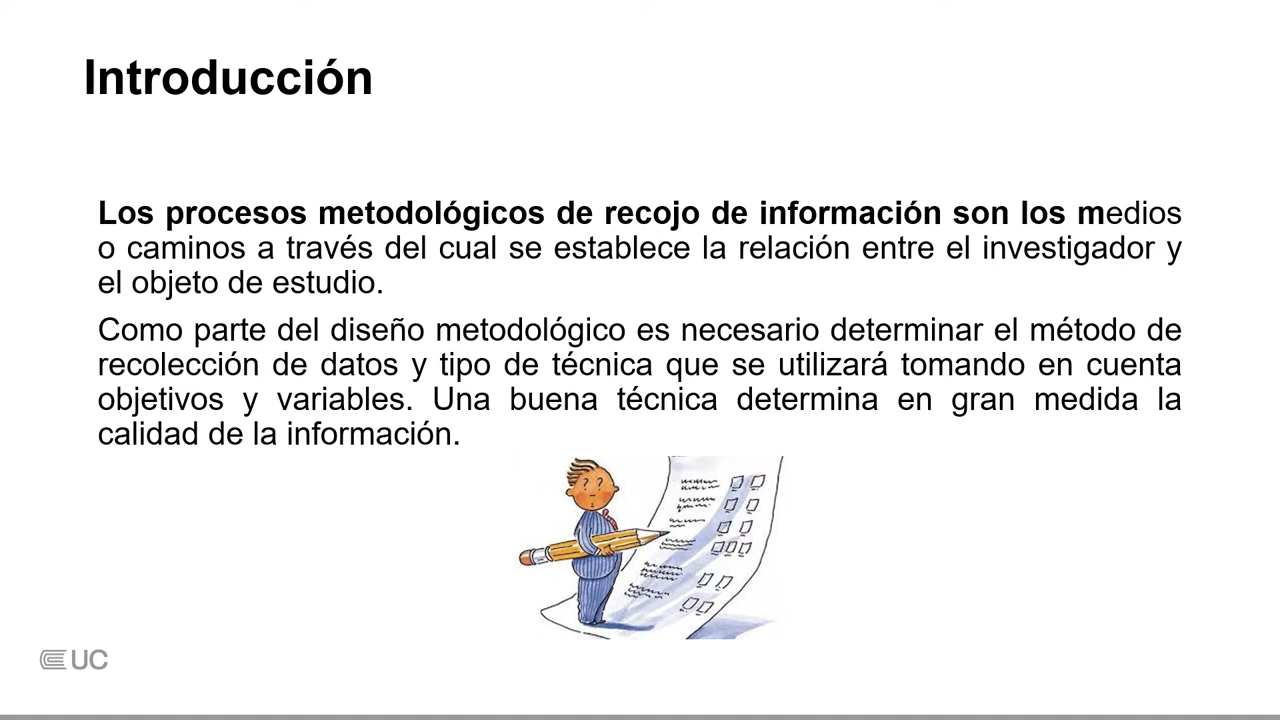 Introducción
Los procesos metodológicos de recojo de información son los medios
o caminos a través del cual se establece la relación entre el investigador y
el objeto de estudio.
Como parte del diseño metodológico es necesario determinar el método de
recolección de datos y tipo de técnica que se utilizará tomando en cuenta
objetivos y variables. Una buena técnica determina en gran medida la
calidad de la información.
UC